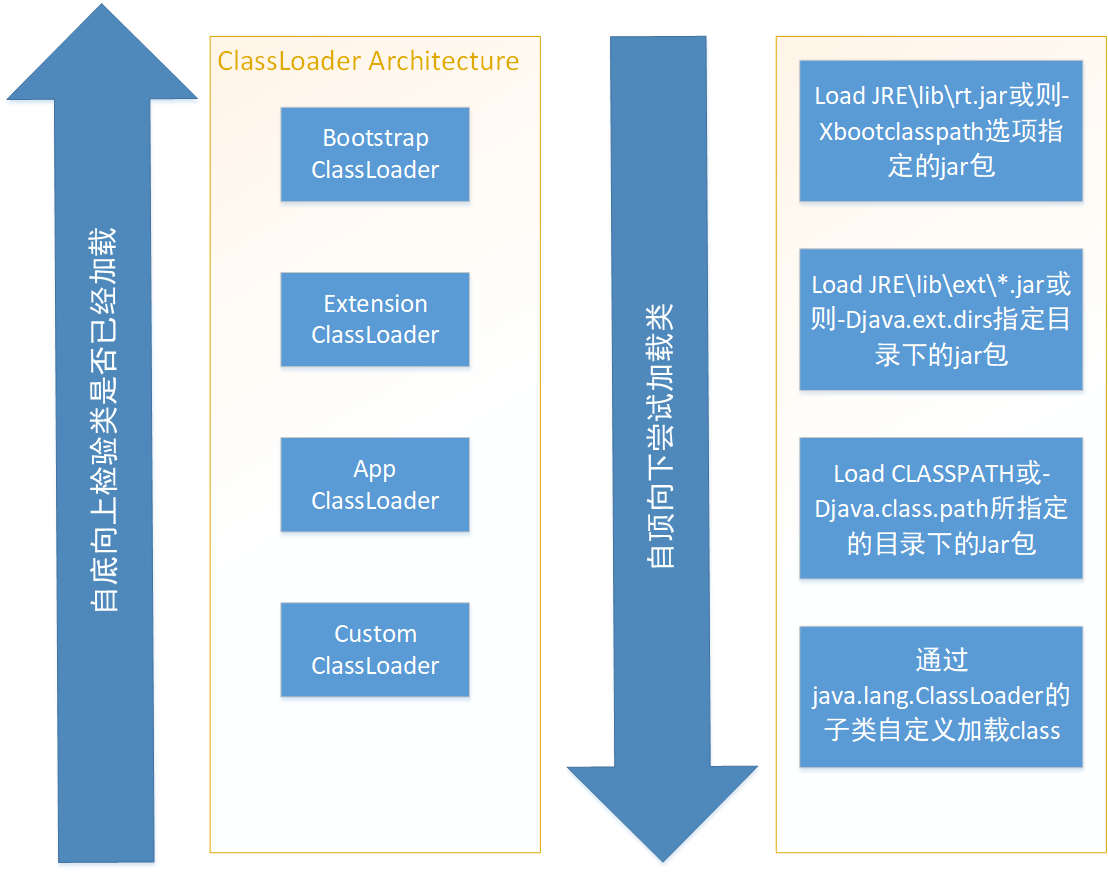 自底向上检验类是否已经加载
ClassLoader Architecture
Bootstrap
ClassLoader
Extension
ClassLoader
App
ClassLoader
Custom
ClassLoader
自顶向下尝试加载类
Load JRE\lib\rt.jar或则-
Xbootclasspath选项指
定的jar包
Load JRE\lib\ext\*.jar或
则-Djava.ext.dirs指定目
录下的jar包
Load CLASSPATH或-
Djava.class.path所指定
的目录下的Jar包
通过
java.lang.ClassLoader的
子类自定义加载class